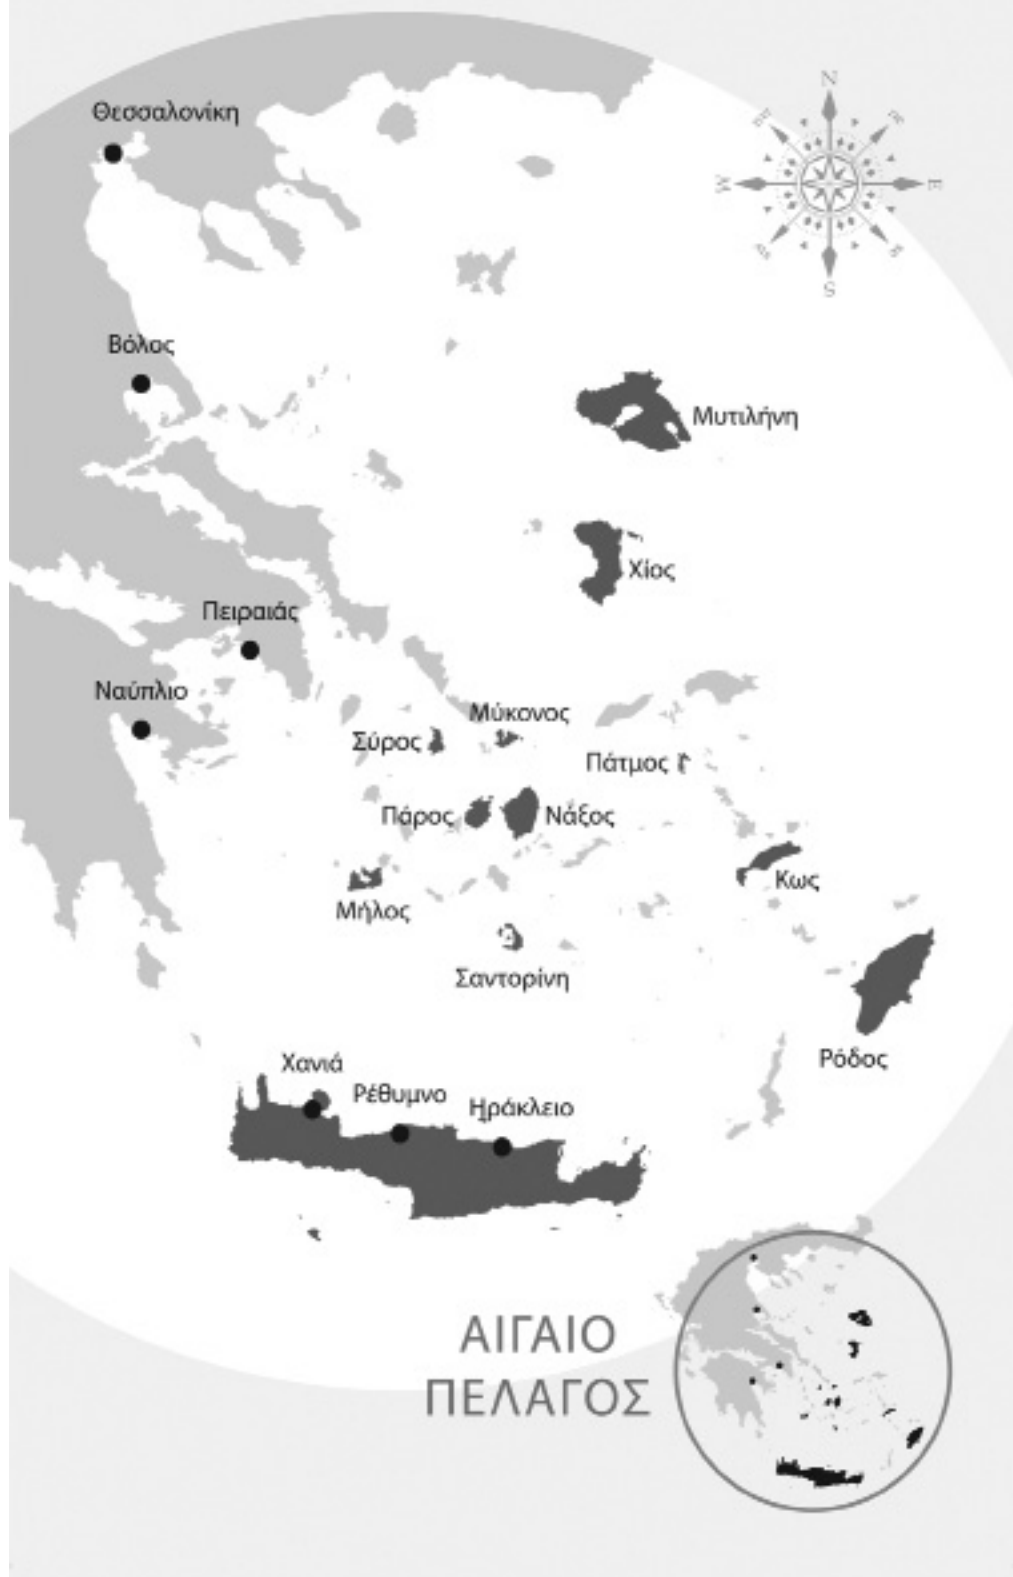 Θεσσαλονίκη
N
E
S
Βόλος
Μυτιλήνη
Χίος
Πειραιάς
Ναύπλιο
Μύκονος
Σύρος
Πάτμος
Πάρος
Νάξος
Κως
Μήλος
Σαντορίνη
Ρόδος
Χανιά
Ρέθυμνο
Ηράκλειο
ΑΙΓΑΙΟ
ΠΕΛΑΓΟΣ